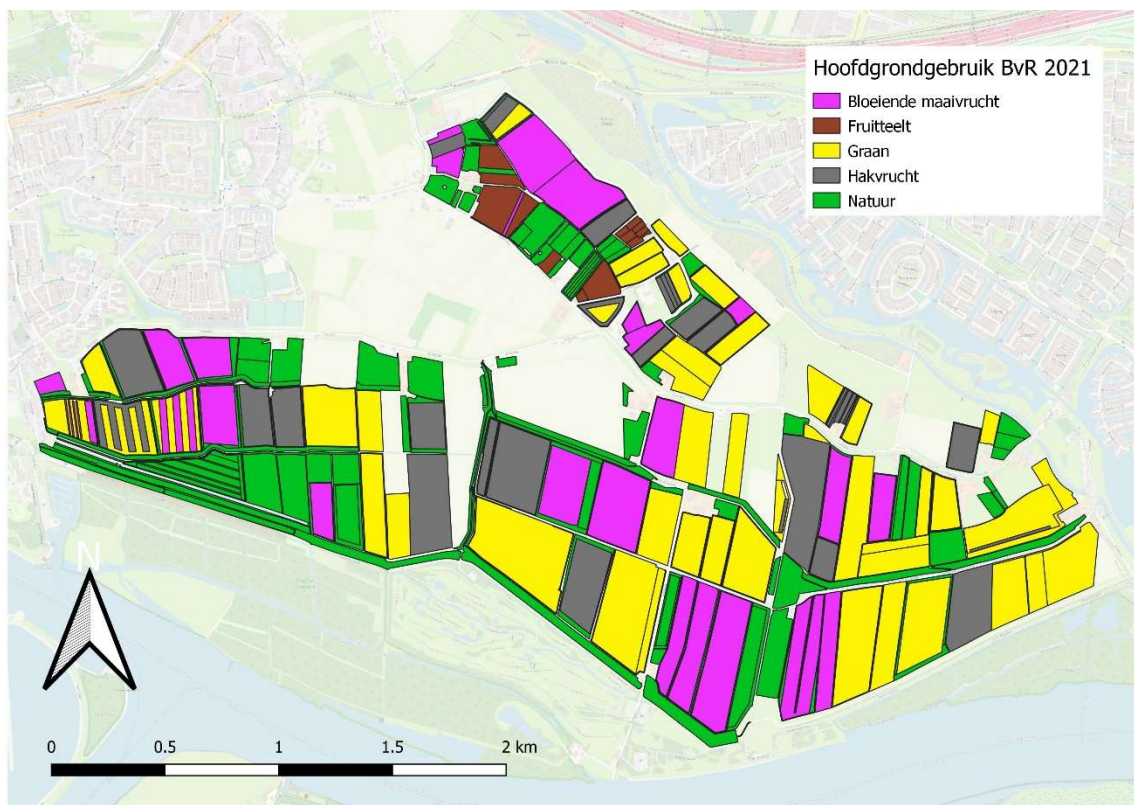 Hoofdgrondgebruik BvR 2021
Bloeiende maaivrucht
Fruitteelt
Graan
Hakvrucht
Natuur
N
0 0.5 1 1.5 2 km